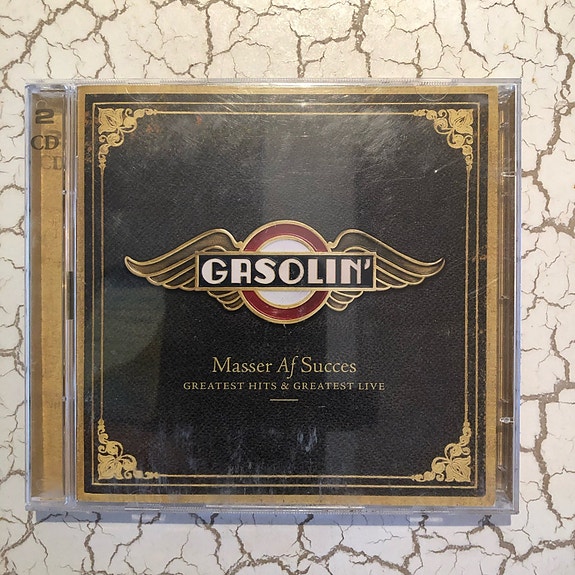 2
CD
GASOLIN'
Masser Af Succes
GREATEST HITS & GREATEST LIVE